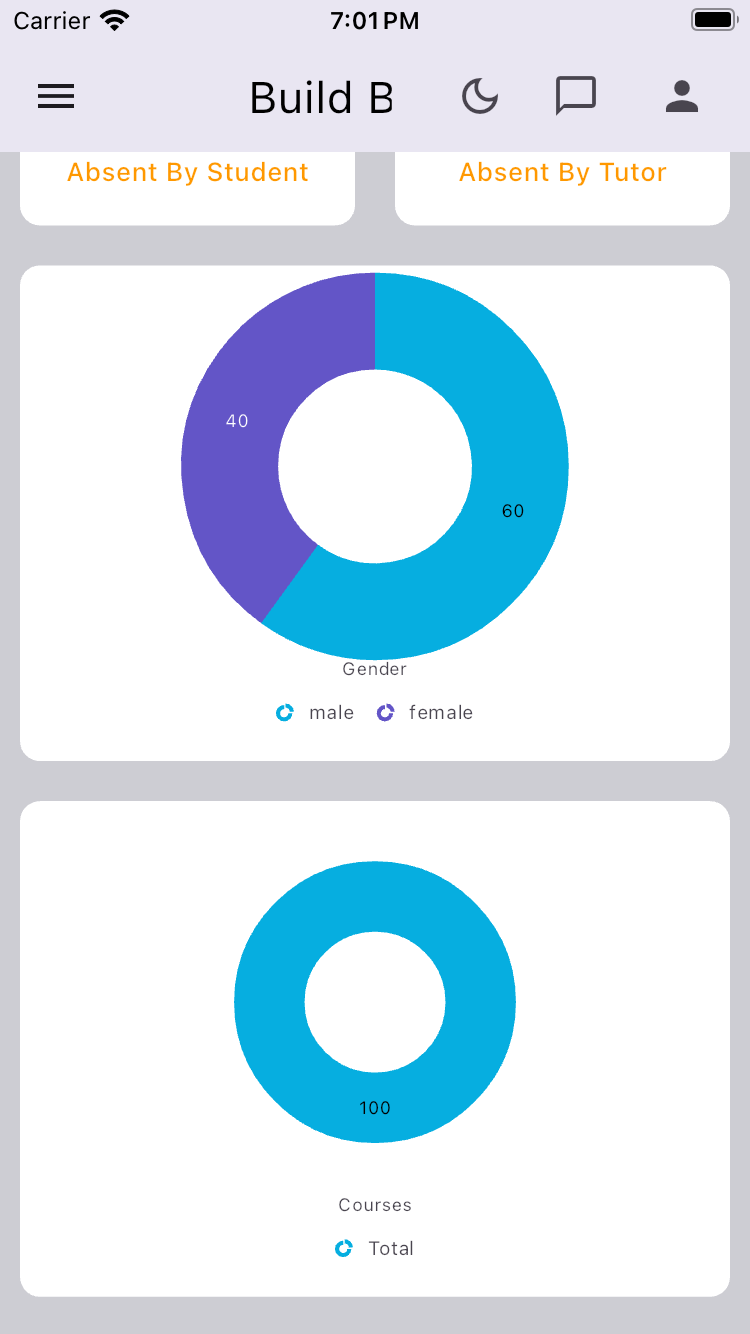 Carrier 7:01 PM
Build B
Absent By Student Absent By Tutor
40
60
Gender
male female
100
Courses
Total